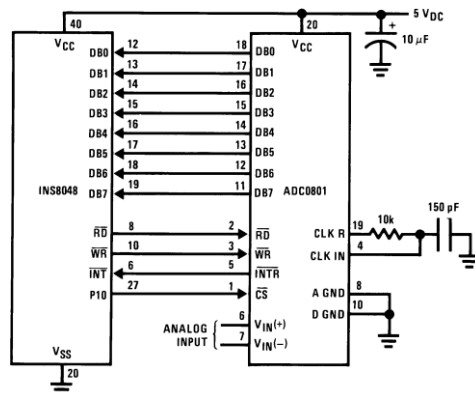 5 VDC
40
20
+
10 µF
VCC
VCC
DB0 12 18 DB0
DB1 13 17 DB1
DB2 14 16 DB2
DB3 15 15 DB3
DB4 16 14 DB4
DB5 17 13 DB5
DB6 18 12 DB6
DB7 19 11 DB7
INS8048
ADC0801
150 pF
RD 8 2 RD
CLK R 19 10k
WR 10 3 WR
CLK IN 4
INT 6 5 INTR
P10 27 1 CS
A GND 8
D GND 10
ANALOG INPUT
6 VIN(+)
7 VIN(−)
VSS
20